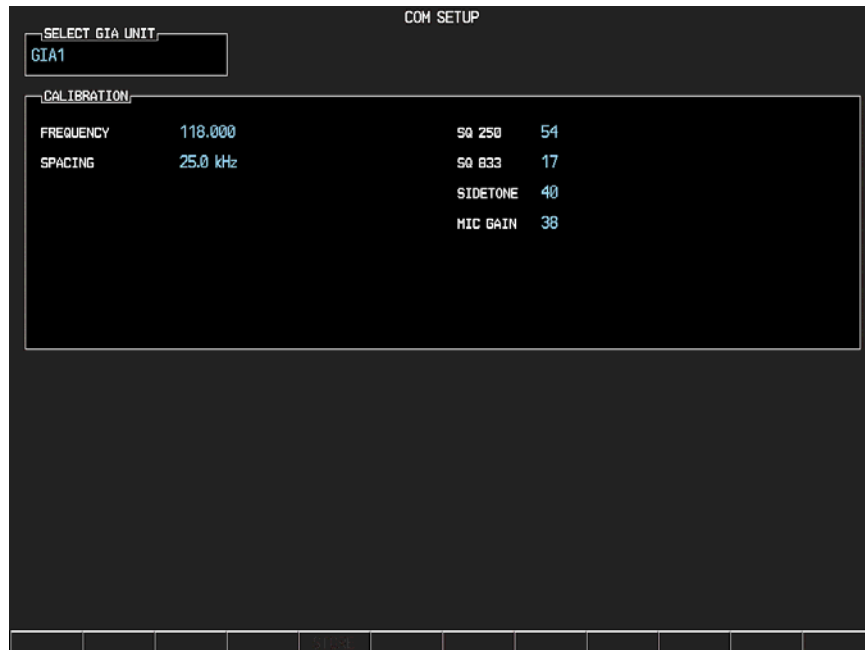 COM SETUP
SELECT GIA UNIT
GIA1
CALIBRATION
FREQUENCY 118.000
SPACING 25.0 kHz
SQ 250 54
SQ 833 17
SIDETONE 40
MIC GAIN 38